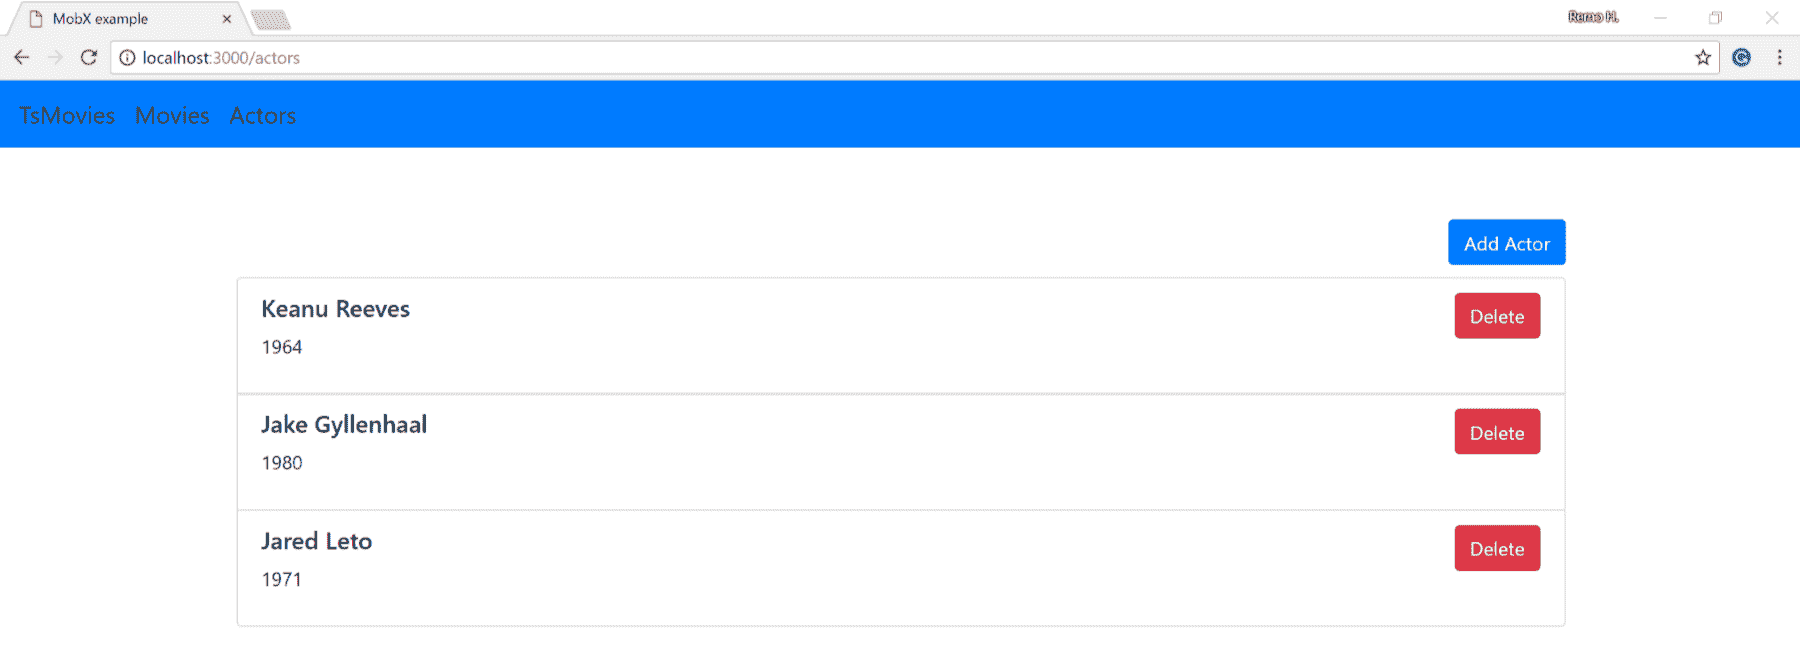 MobX example
Remo H.
localhost:3000/actors
TsMovies Movies Actors
Add Actor
Keanu Reeves
Delete
1964
Jake Gyllenhaal
Delete
1980
Jared Leto
Delete
1971